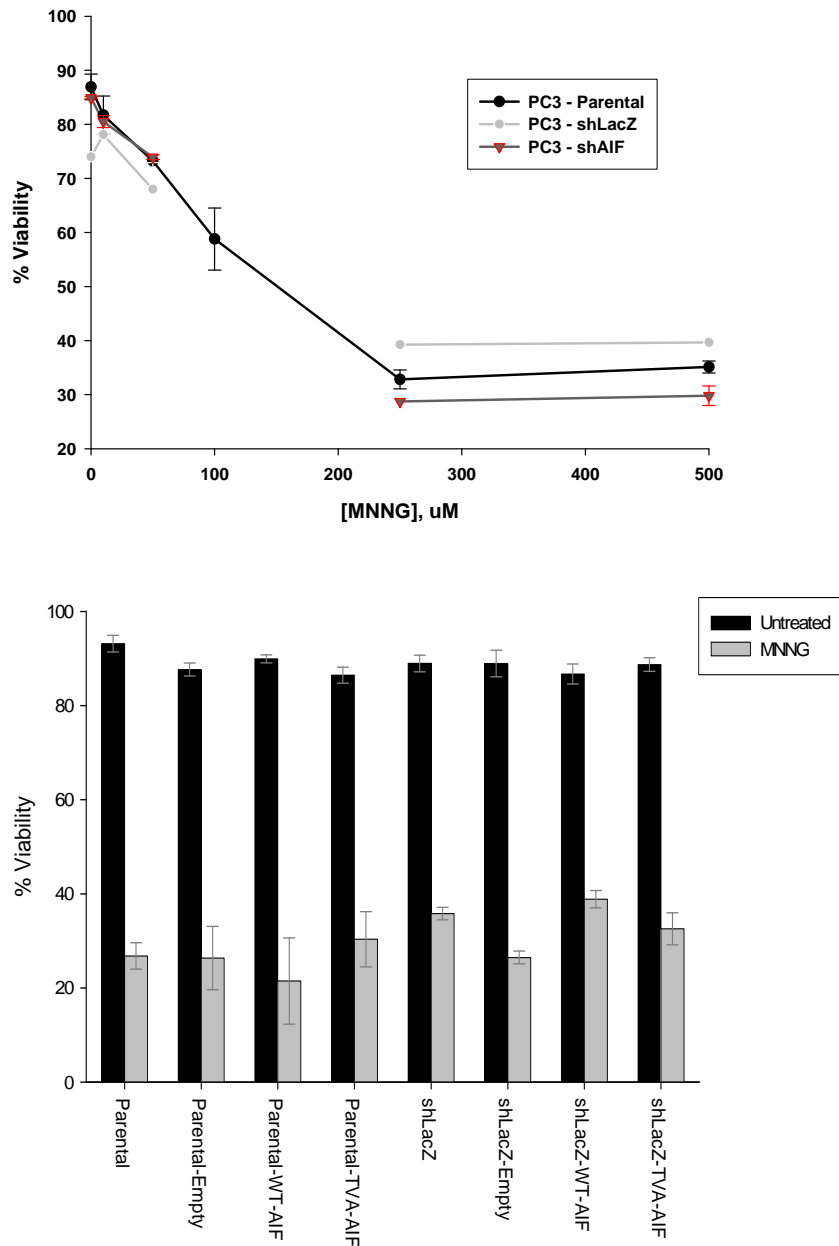 100
90
80
70
60
50
40
30
20
% Viability
PC3 - Parental
PC3 - shLacZ
PC3 - shAIF
0 100 200 300 400 500
[MNNG], uM
100
80
60
40
20
0
% Viability
Untreated
MNNG
Parental
Parental-Empty
Parental-WT-AIF
Parental-TVA-AIF
shLacZ
shLacZ-Empty
shLacZ-WT-AIF
shLacZ-TVA-AIF